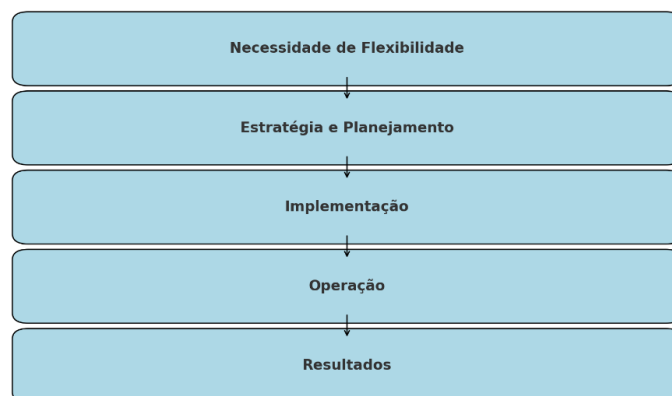 Necessidade de Flexibilidade
Estratégia e Planejamento
Implementação
Operação
Resultados